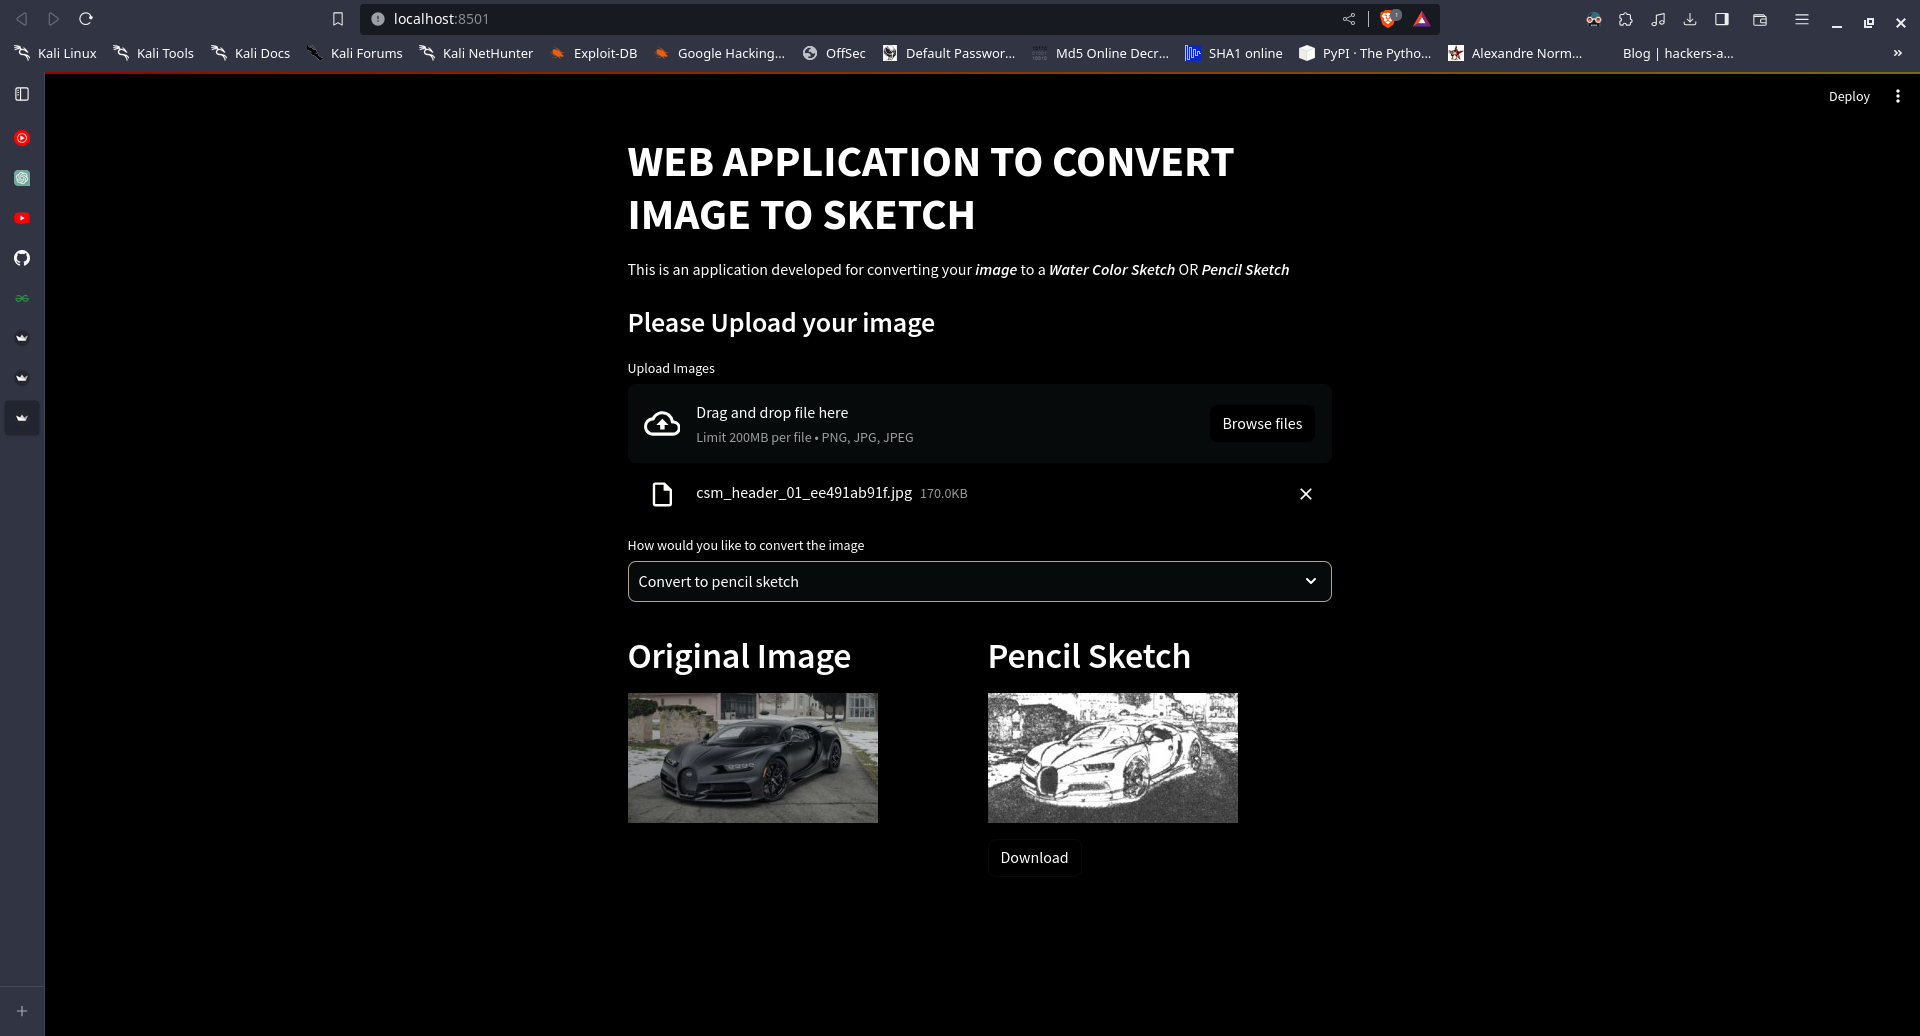 localhost:8501
1
Kali Linux Kali Tools Kali Docs Kali Forums Kali NetHunter Exploit-DB Google Hacking... OffSec Default Passwor... Md5 Online Decr... SHA1 online PyPI · The Pytho... Alexandre Norm... Blog | hackers-a... »
Deploy
WEB APPLICATION TO CONVERT
IMAGE TO SKETCH
This is an application developed for converting your image to a Water Color Sketch OR Pencil Sketch
Please Upload your image
Upload Images
Drag and drop file here
Limit 200MB per file • PNG, JPG, JPEG
Browse files
csm_header_01_ee491ab91f.jpg 170.0KB
How would you like to convert the image
Convert to pencil sketch
Original Image
Pencil Sketch
Download